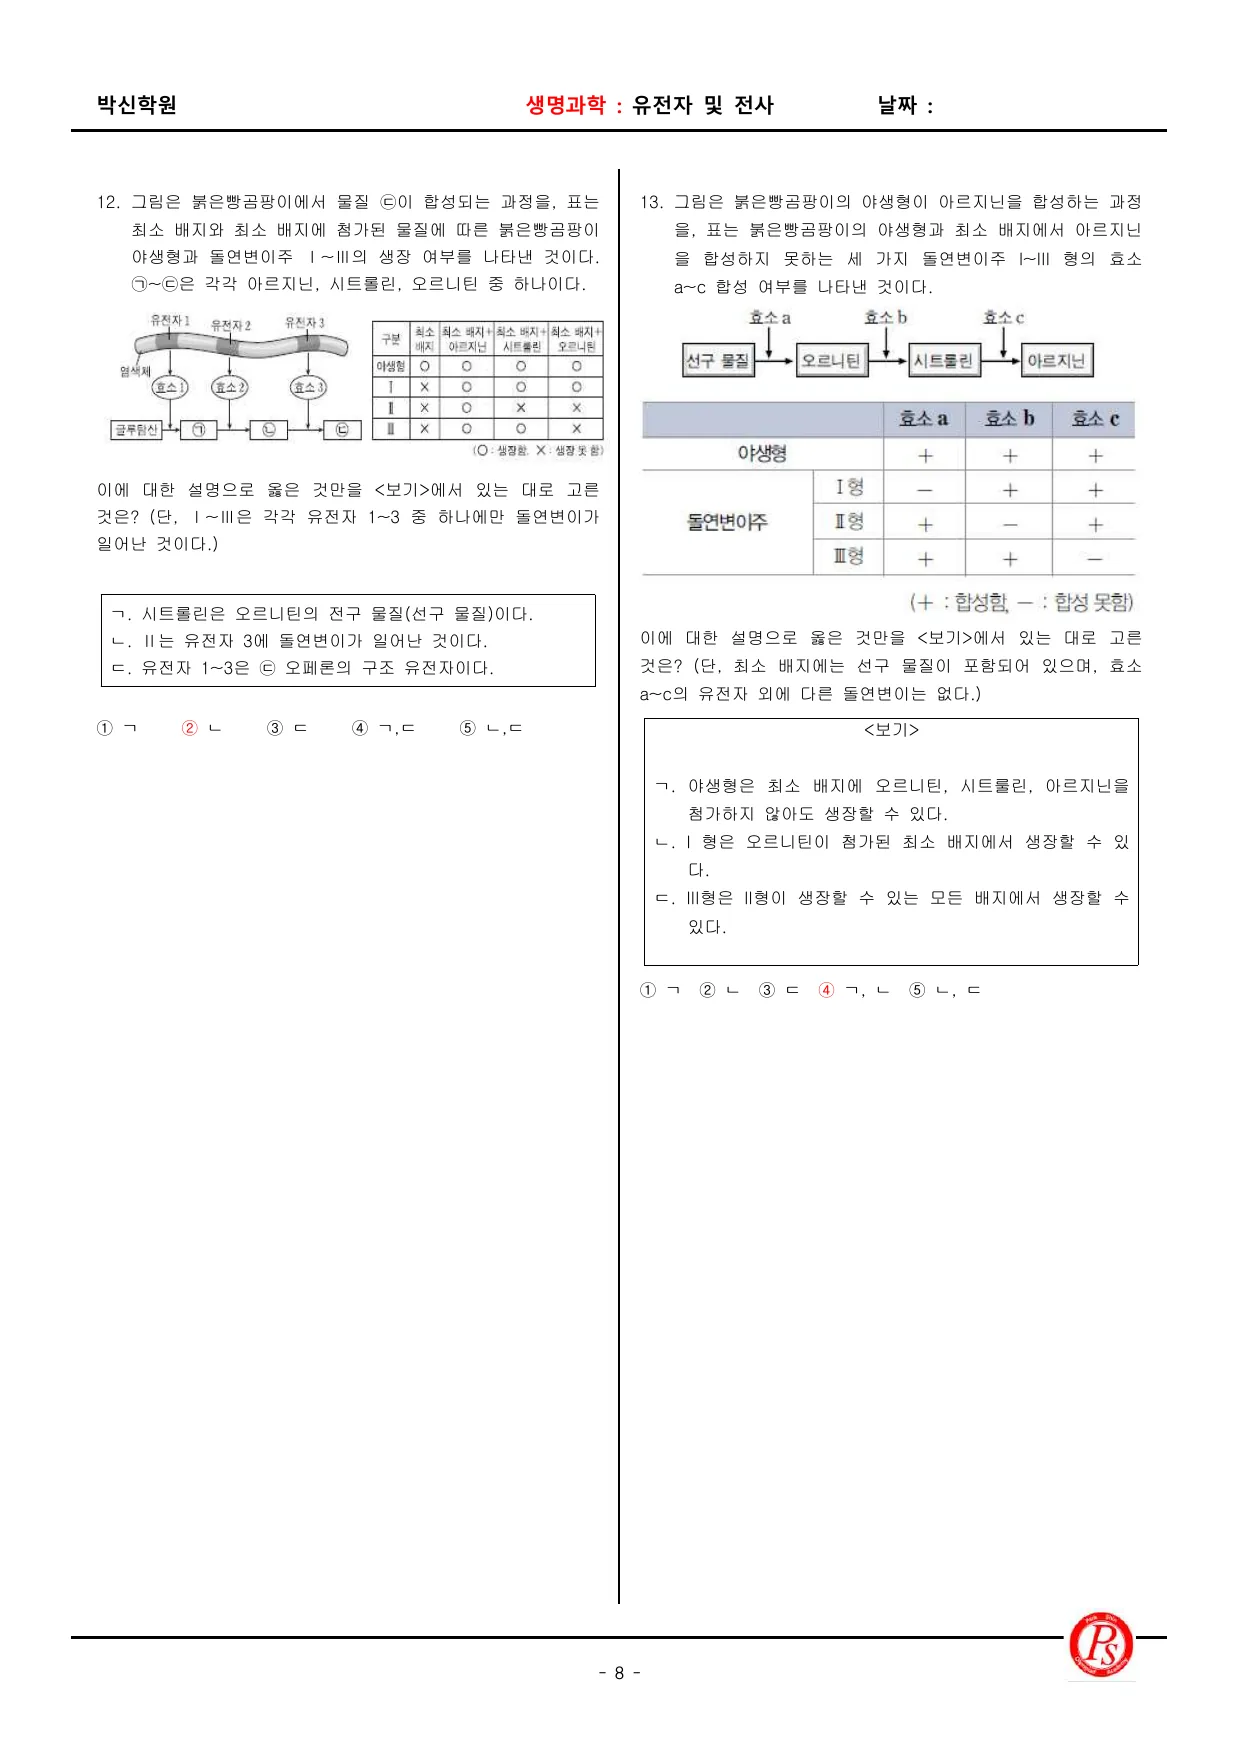 박신학원 생명과학 : 유전자 및 전사 날짜 :
12. 그림은 붉은빵곰팡이에서 물질 ㉢이 합성되는 과정을, 표는
최소 배지와 최소 배지에 첨가된 물질에 따른 붉은빵곰팡이
야생형과 돌연변이주 Ⅰ~Ⅲ의 생장 여부를 나타낸 것이다.
㉠~㉢은 각각 아르지닌, 시트롤린, 오르니틴 중 하나이다.
유전자 1 유전자 2 유전자 3
염색체
효소 1 효소 2 효소 3
글루탐산 ㉠ ㉡ ㉢
구분 최소 배지 최소 배지+아르지닌 최소 배지+시트룰린 최소 배지+오르니틴
야생형 ○ ○ ○ ○
Ⅰ × ○ ○ ○
Ⅱ × ○ × ×
Ⅲ × ○ ○ ×
(○: 생장함, ×: 생장 못 함)
이에 대한 설명으로 옳은 것만을 <보기>에서 있는 대로 고른
것은? (단, Ⅰ~Ⅲ은 각각 유전자 1~3 중 하나에만 돌연변이가
일어난 것이다.)
ㄱ. 시트롤린은 오르니틴의 전구 물질(선구 물질)이다.
ㄴ. Ⅱ는 유전자 3에 돌연변이가 일어난 것이다.
ㄷ. 유전자 1~3은 ㉢ 오페론의 구조 유전자이다.
① ㄱ ② ㄴ ③ ㄷ ④ ㄱ,ㄷ ⑤ ㄴ,ㄷ
13. 그림은 붉은빵곰팡이의 야생형이 아르지닌을 합성하는 과정
을, 표는 붉은빵곰팡이의 야생형과 최소 배지에서 아르지닌
을 합성하지 못하는 세 가지 돌연변이주 I~III 형의 효소
a~c 합성 여부를 나타낸 것이다.
효소 a 효소 b 효소 c
선구 물질 오르니틴 시트룰린 아르지닌
효소 a 효소 b 효소 c
야생형 + + +
돌연변이주 Ⅰ형 - + +
Ⅱ형 + - +
Ⅲ형 + + -
(+ : 합성함, - : 합성 못함)
이에 대한 설명으로 옳은 것만을 <보기>에서 있는 대로 고른
것은? (단, 최소 배지에는 선구 물질이 포함되어 있으며, 효소
a~c의 유전자 외에 다른 돌연변이는 없다.)
<보기>
ㄱ. 야생형은 최소 배지에 오르니틴, 시트룰린, 아르지닌을
첨가하지 않아도 생장할 수 있다.
ㄴ. I 형은 오르니틴이 첨가된 최소 배지에서 생장할 수 있
다.
ㄷ. III형은 II형이 생장할 수 있는 모든 배지에서 생장할 수
있다.
① ㄱ ② ㄴ ③ ㄷ ④ ㄱ, ㄴ ⑤ ㄴ, ㄷ
Ps
- 8 -